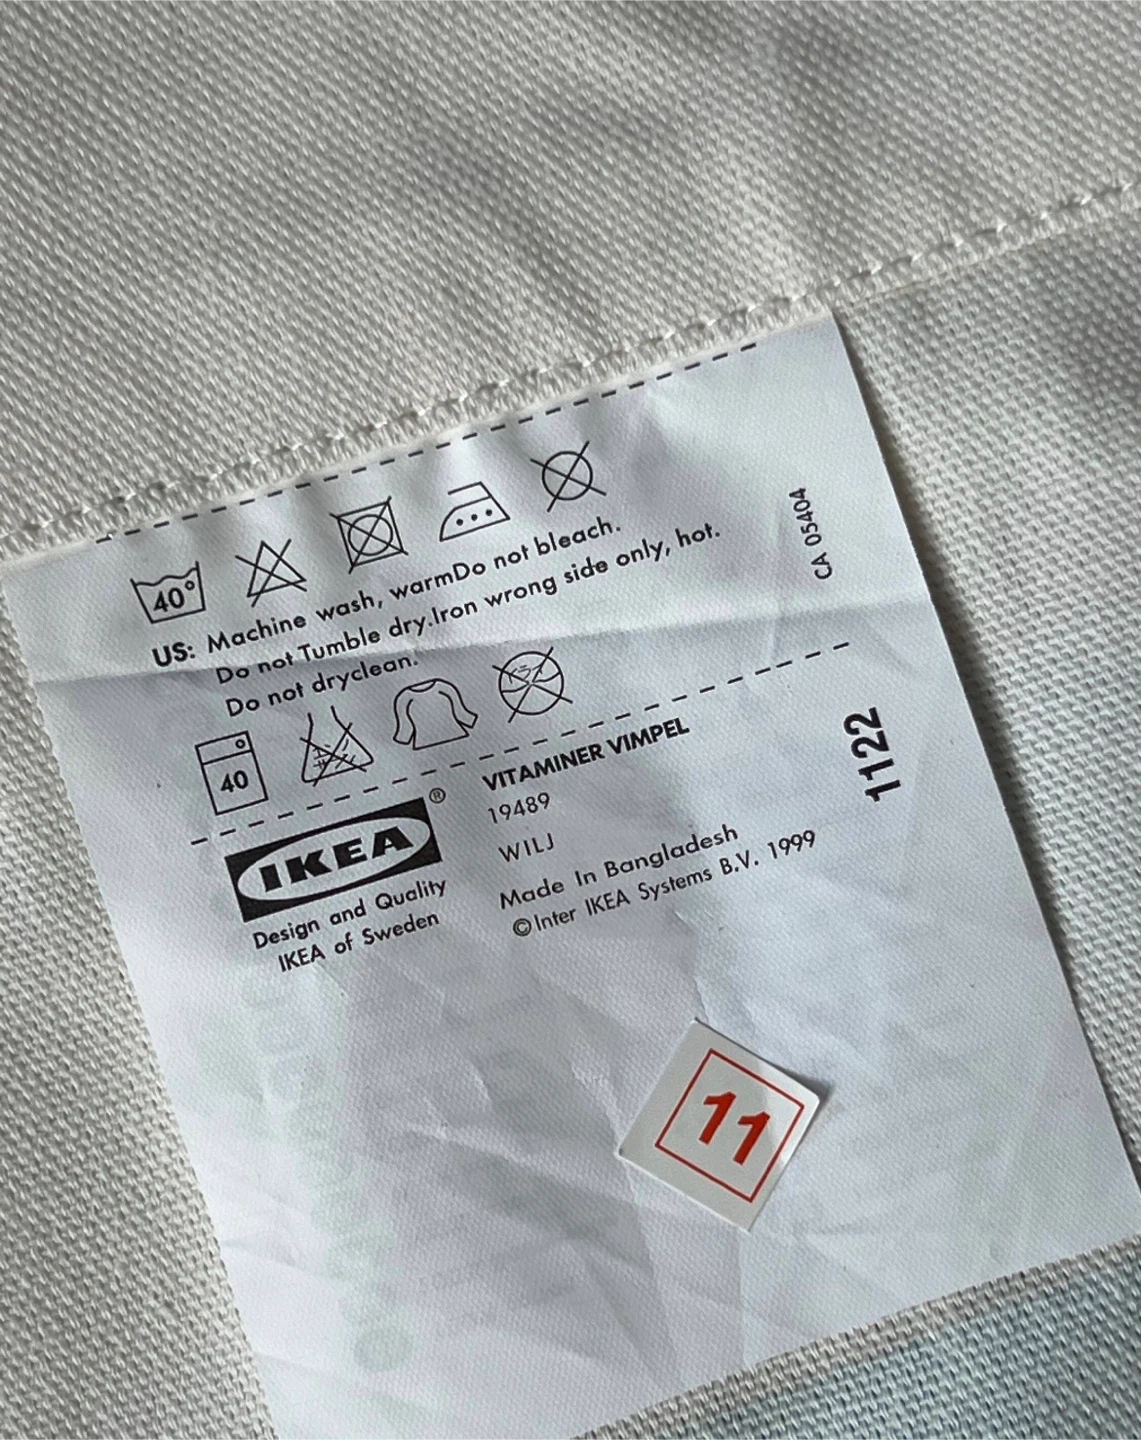 40°
US: Machine wash, warmDo not bleach.
Do not Tumble dry.Iron wrong side only, hot.
Do not dryclean.
CA 05404
40
IKEA®
Design and Quality
IKEA of Sweden
VITAMINER VIMPEL
19489
WILJ
Made In Bangladesh
©Inter IKEA Systems B.V. 1999
1122
11